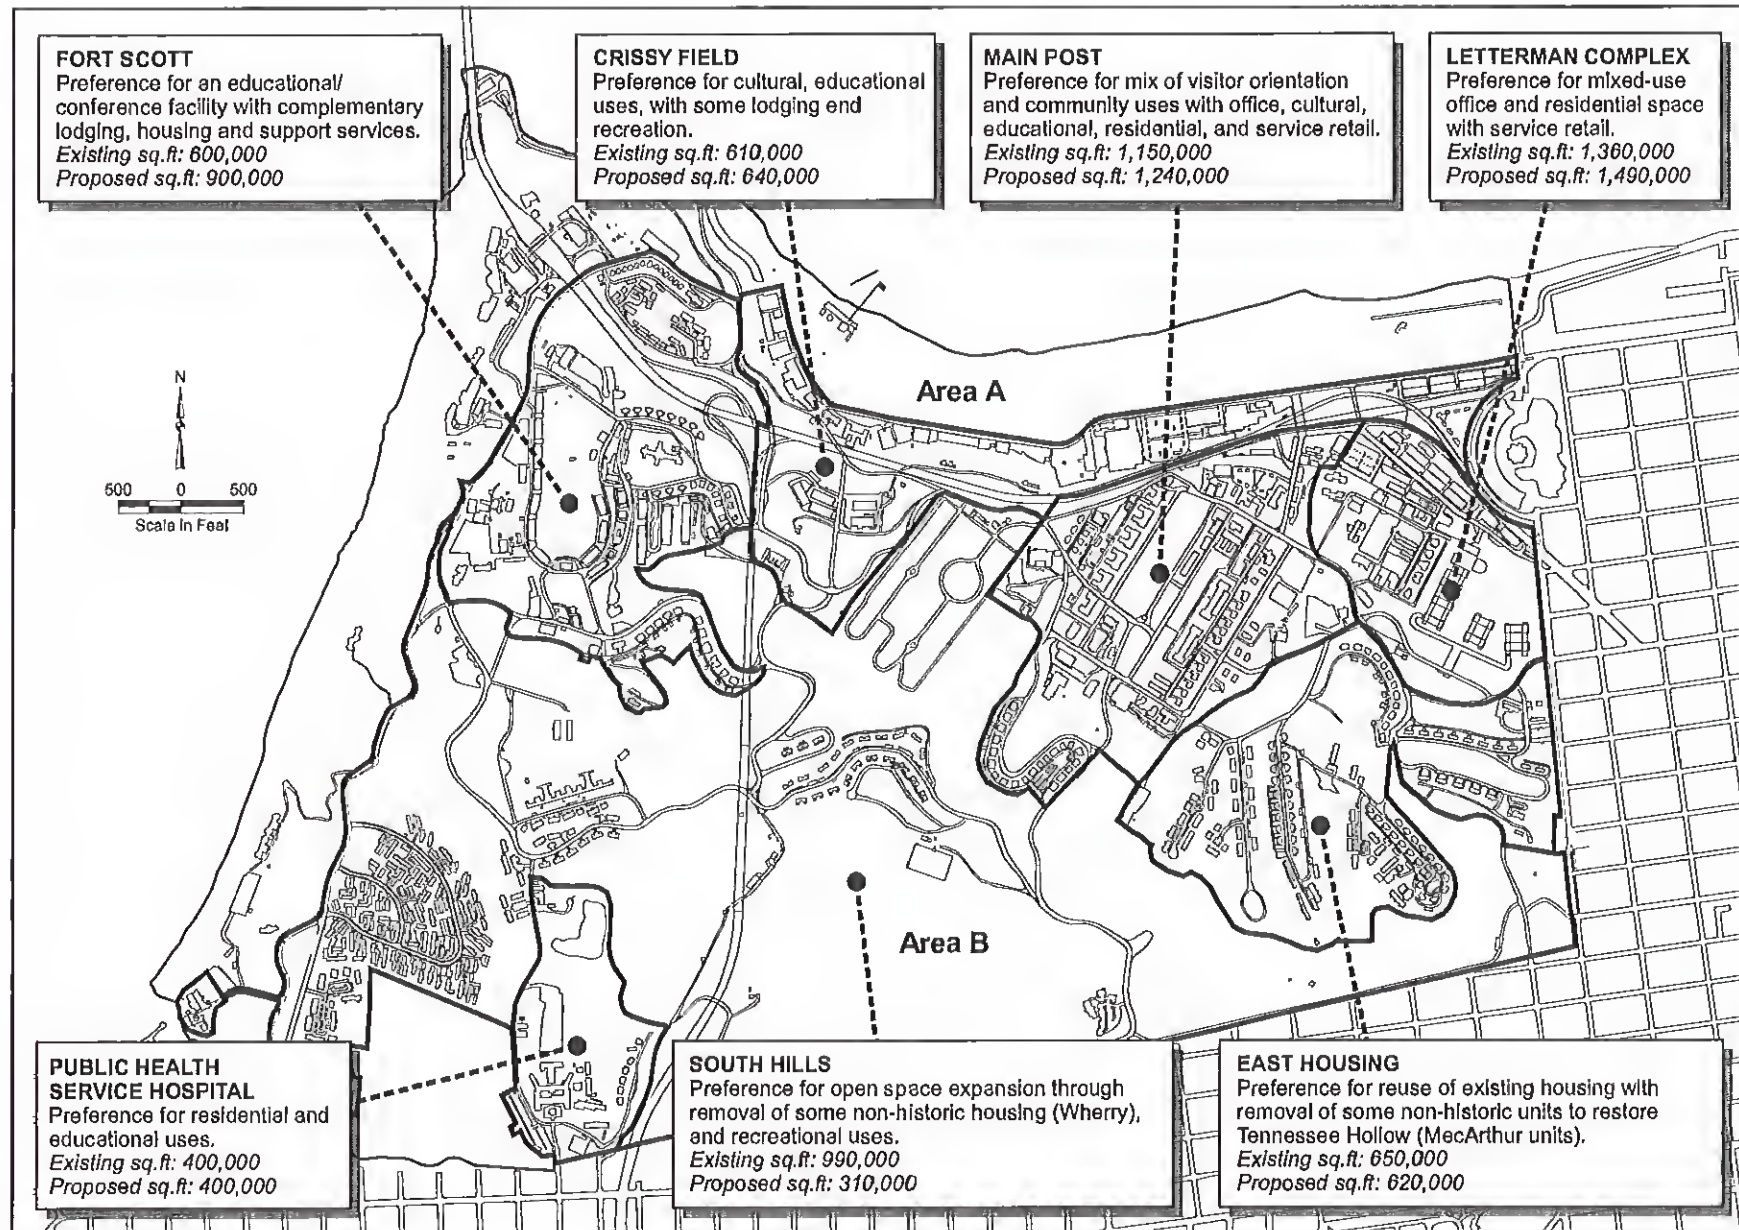 FORT SCOTT
Preference for an educational/
conference facility with complementary
lodging, housing and support services.
Existing sq.ft: 600,000
Proposed sq.ft: 900,000
CRISSY FIELD
Preference for cultural, educational
uses, with some lodging end
recreation.
Existing sq.ft: 610,000
Proposed sq.ft: 640,000
MAIN POST
Preference for mix of visitor orientation
and community uses with office, cultural,
educational, residential, and service retail.
Existing sq.ft: 1,150,000
Proposed sq.ft: 1,240,000
LETTERMAN COMPLEX
Preference for mixed-use
office and residential space
with service retail.
Existing sq.ft: 1,360,000
Proposed sq.ft: 1,490,000
Area A
N
500 0 500
Scale in Feet
Area B
PUBLIC HEALTH
SERVICE HOSPITAL
Preference for residential and
educational uses.
Existing sq.ft: 400,000
Proposed sq.ft: 400,000
SOUTH HILLS
Preference for open space expansion through
removal of some non-historic housing (Wherry),
and recreational uses.
Existing sq.ft: 990,000
Proposed sq.ft: 310,000
EAST HOUSING
Preference for reuse of existing housing with
removal of some non-historic units to restore
Tennessee Hollow (MecArthur units).
Existing sq.ft: 650,000
Proposed sq.ft: 620,000